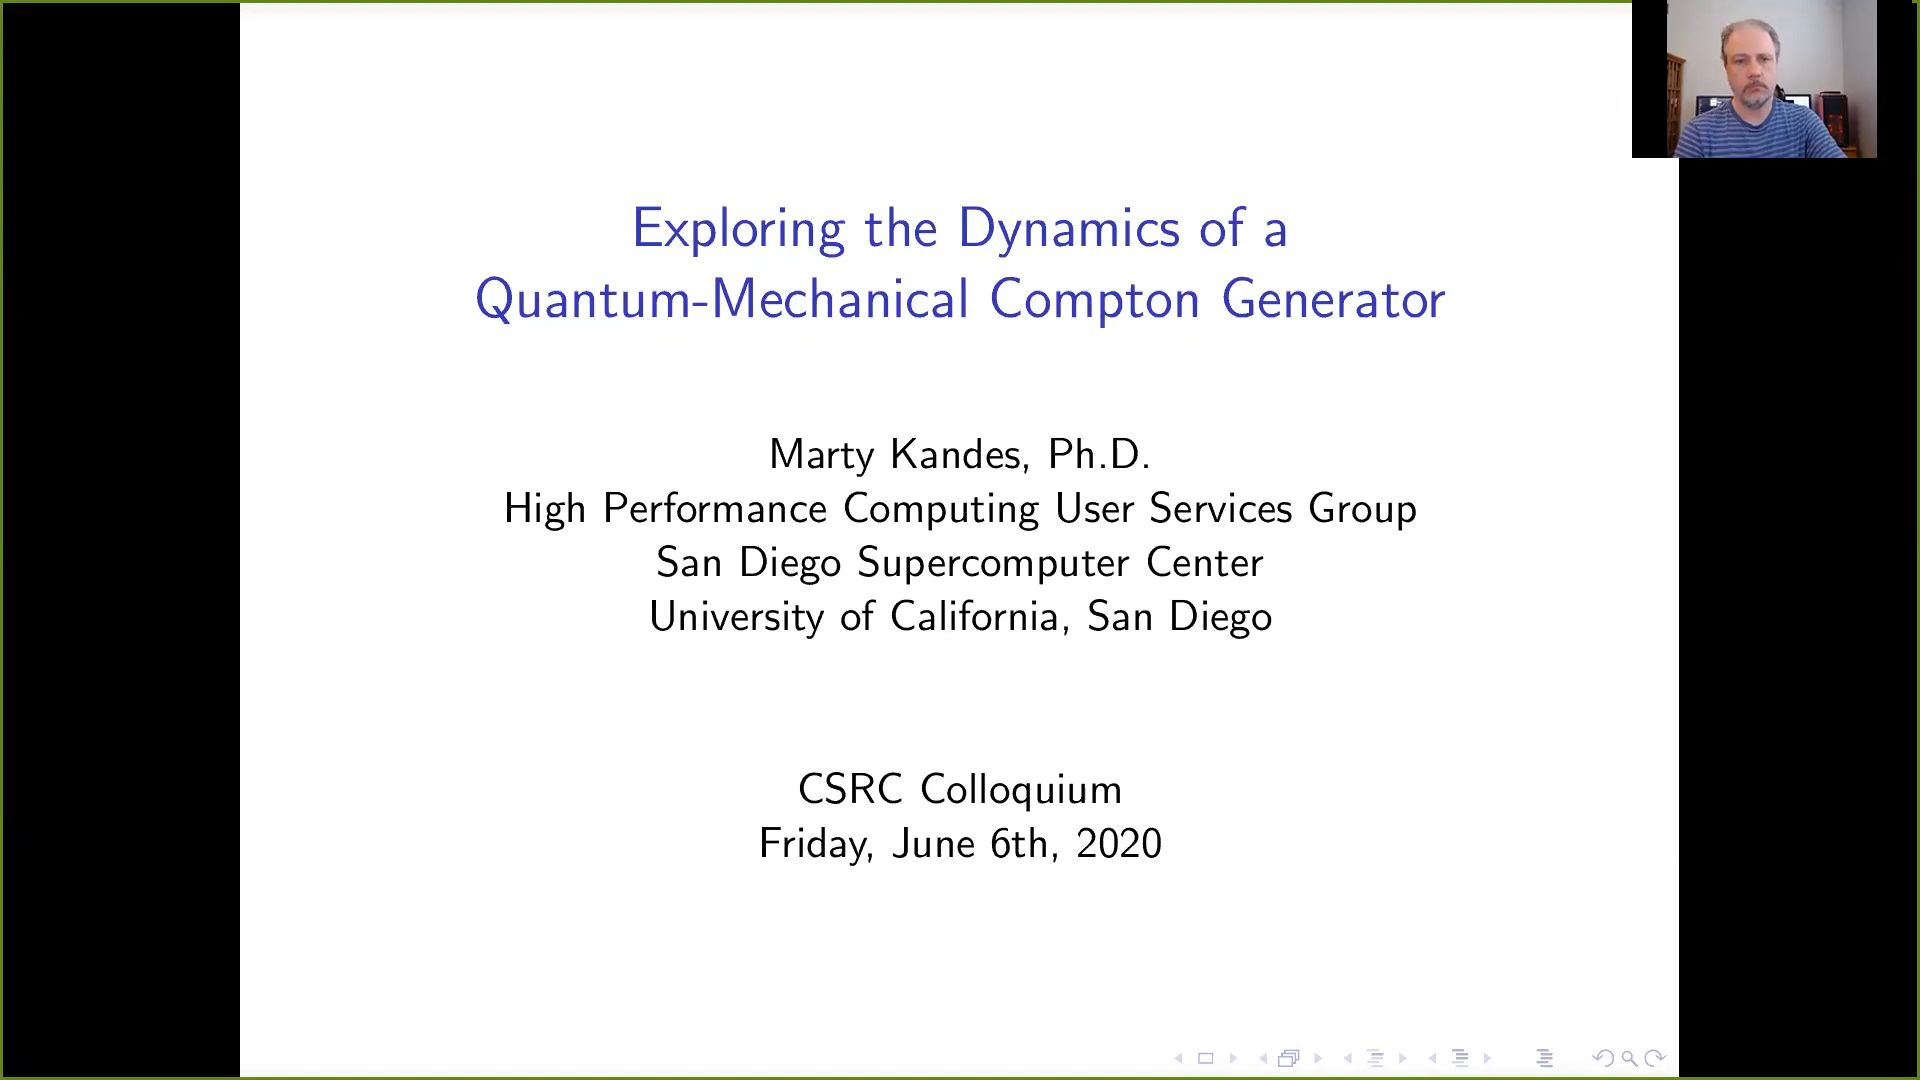 Exploring the Dynamics of a
Quantum-Mechanical Compton Generator
Marty Kandes, Ph.D.
High Performance Computing User Services Group
San Diego Supercomputer Center
University of California, San Diego
CSRC Colloquium
Friday, June 6th, 2020